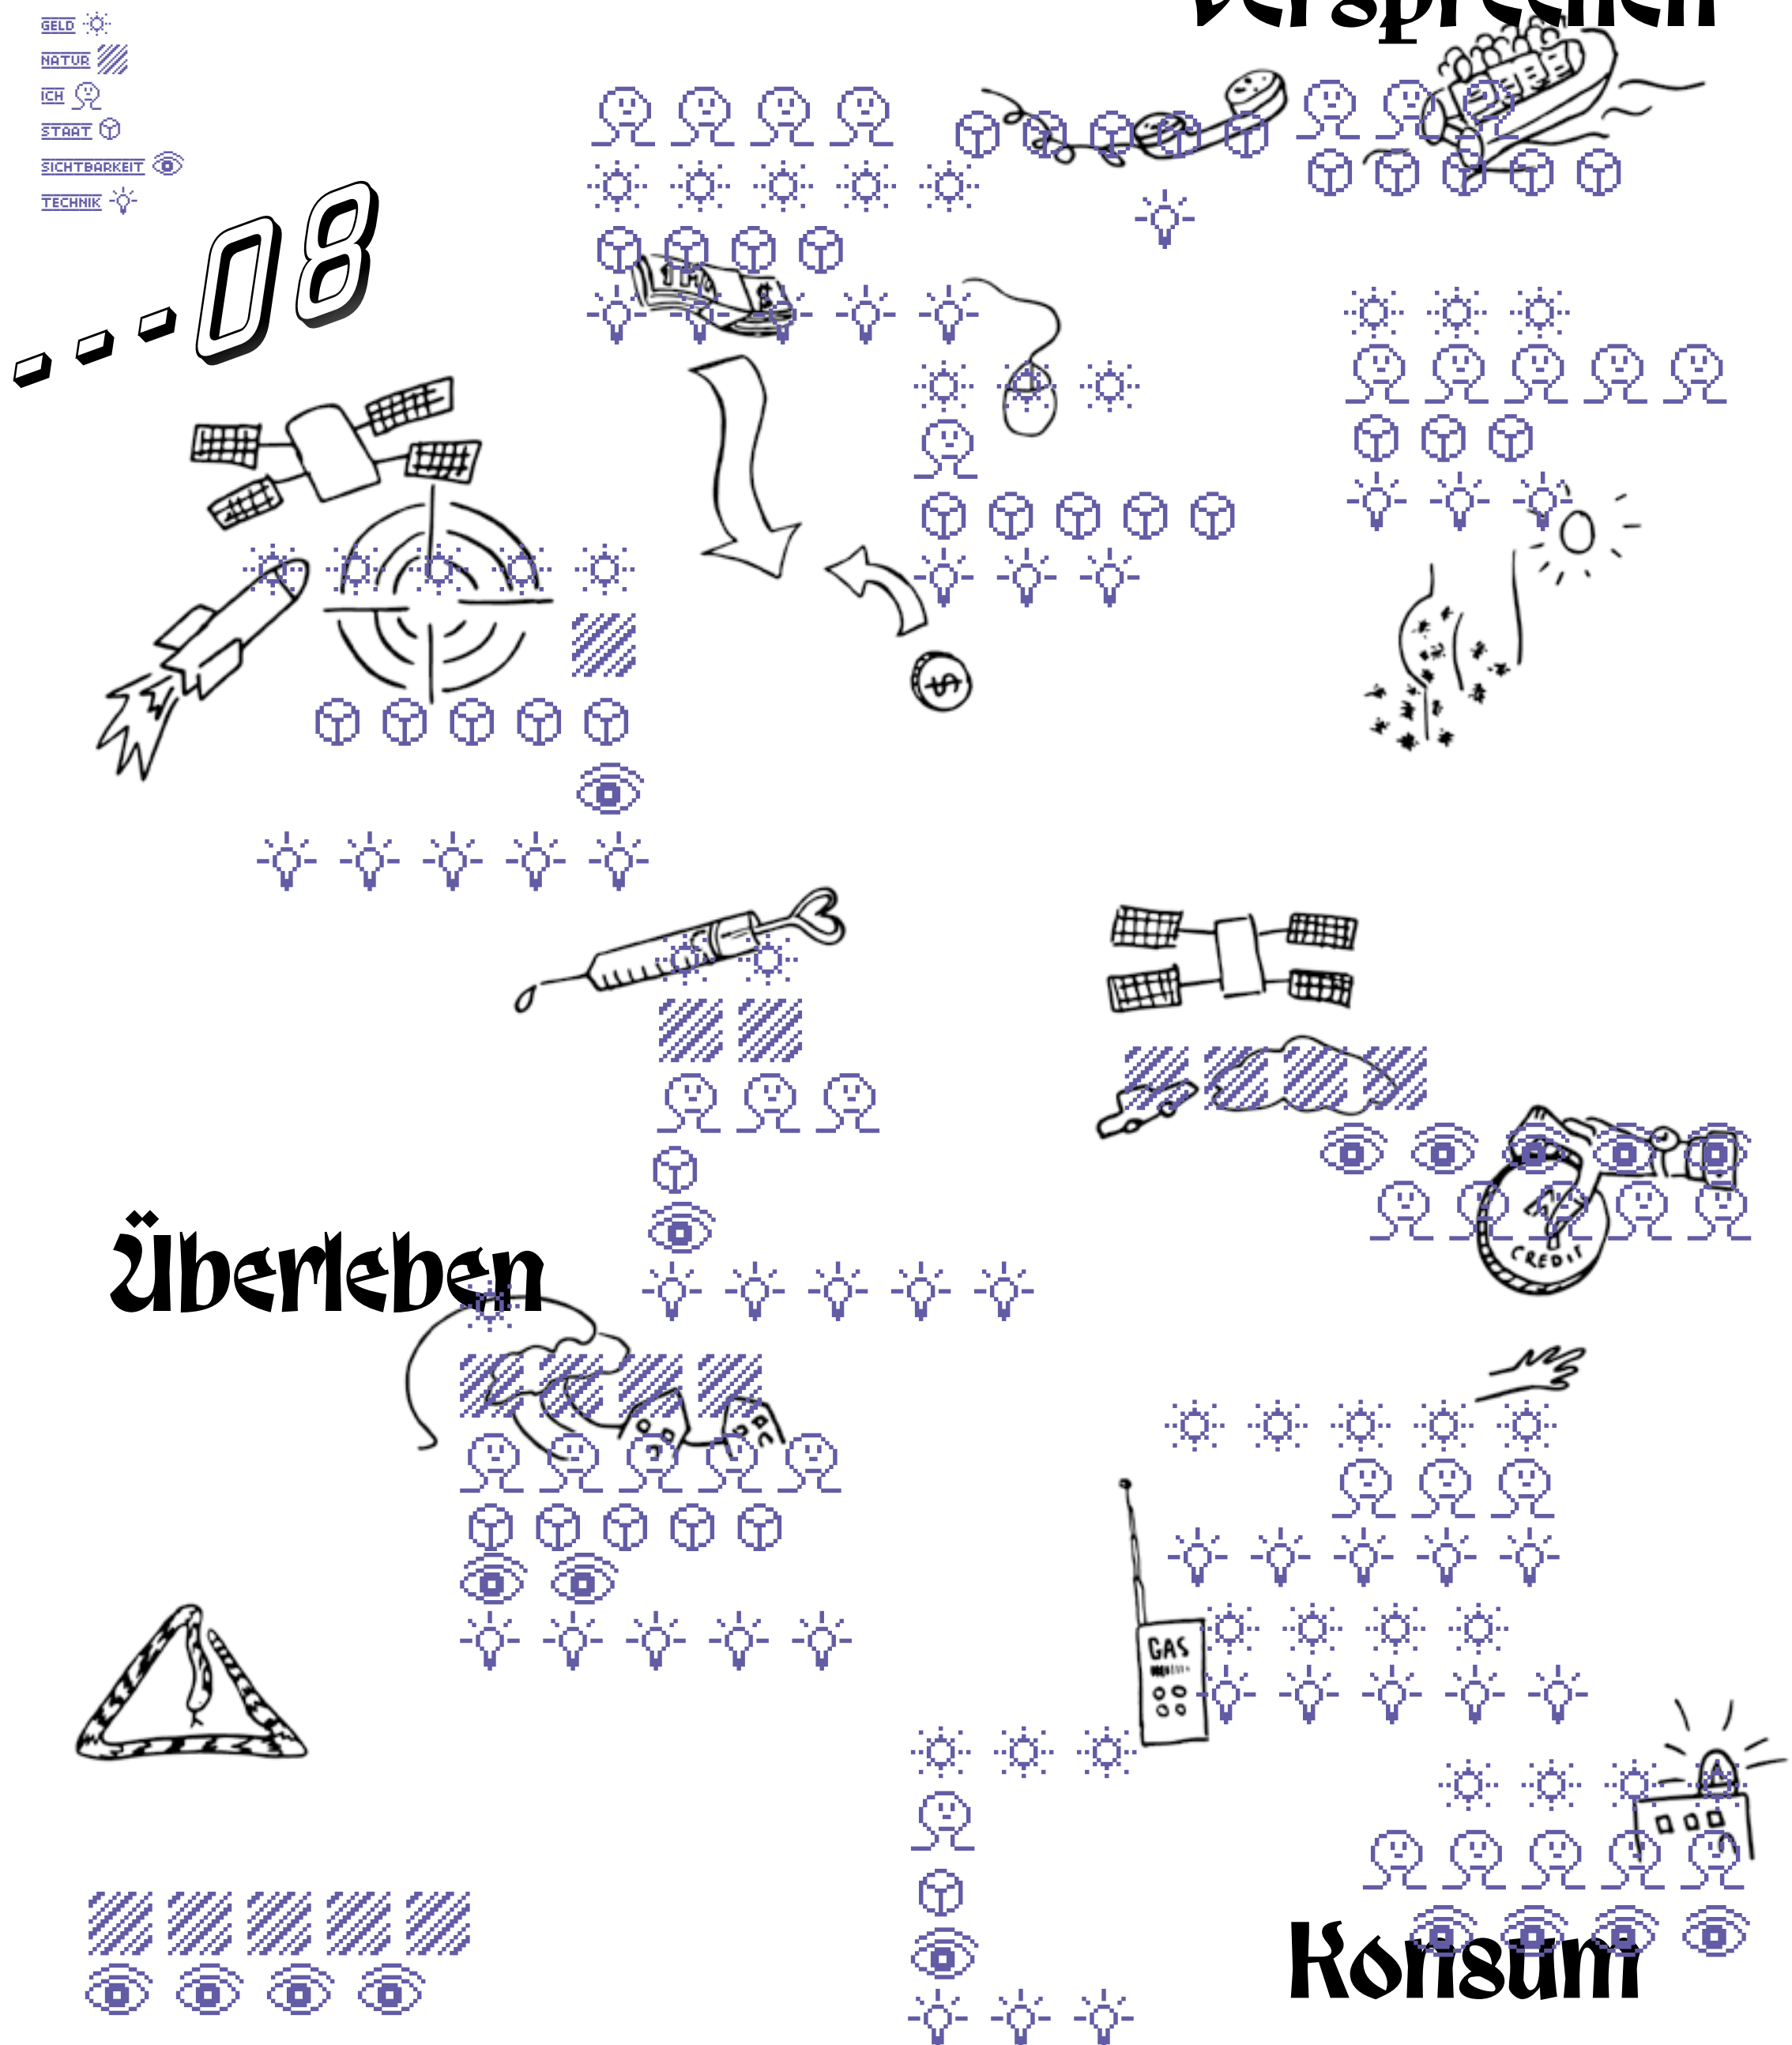 GELD
NATUR
ICH
STAAT
SICHTBARKEIT
TECHNIK
Versprechen
---08
$
CREDIT
Überleben
GAS
Konsum